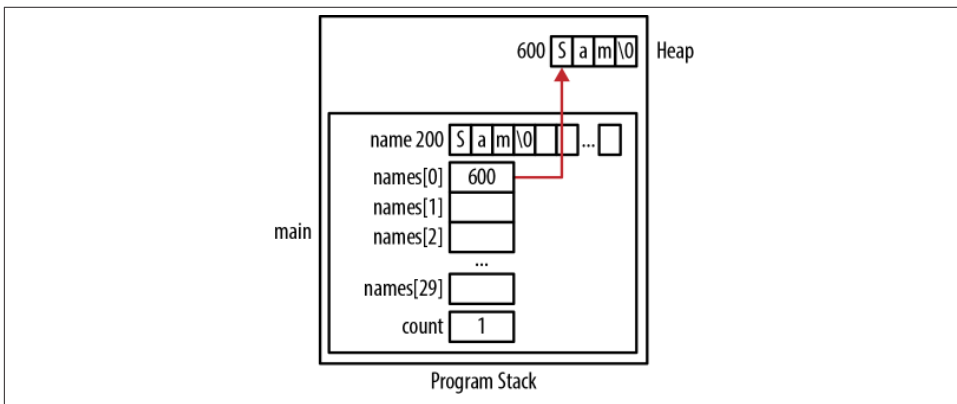 600 S a m \0 Heap
name 200 S a m \0 ...
names[0] 600
names[1]
names[2]
main
...
names[29]
count 1
Program Stack